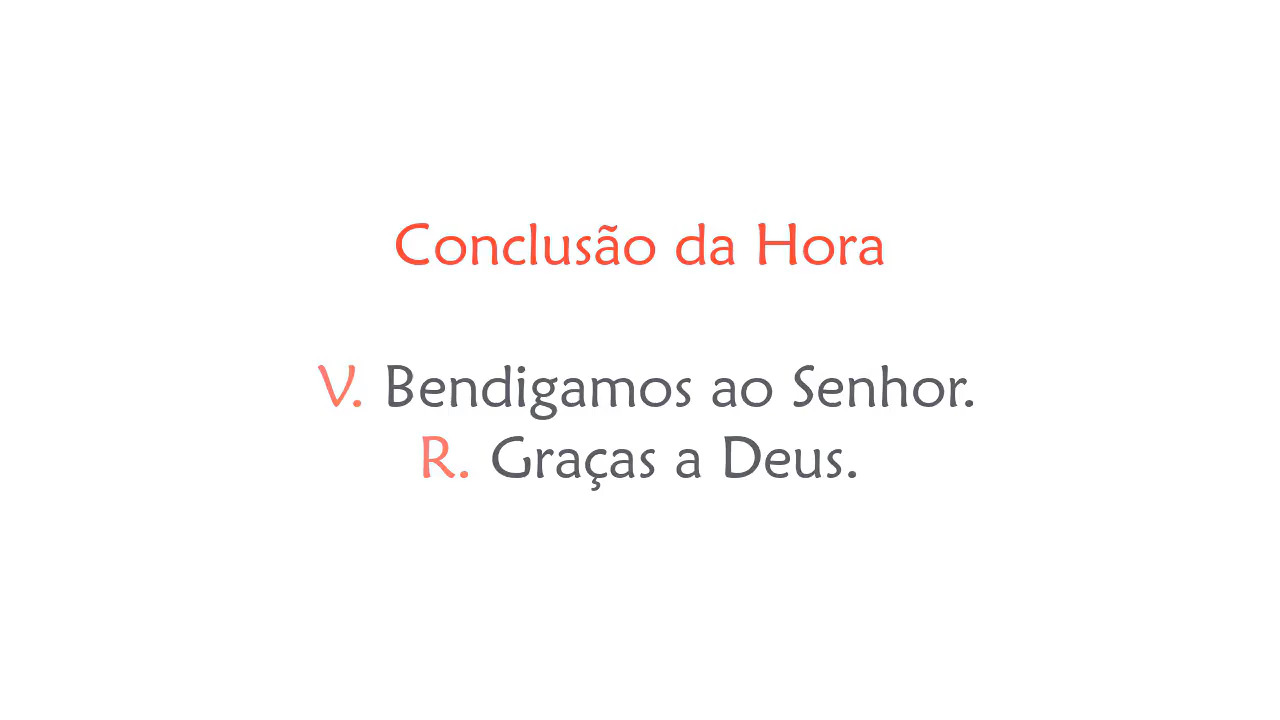 Conclusão da Hora
V. Bendigamos ao Senhor.
R. Graças a Deus.